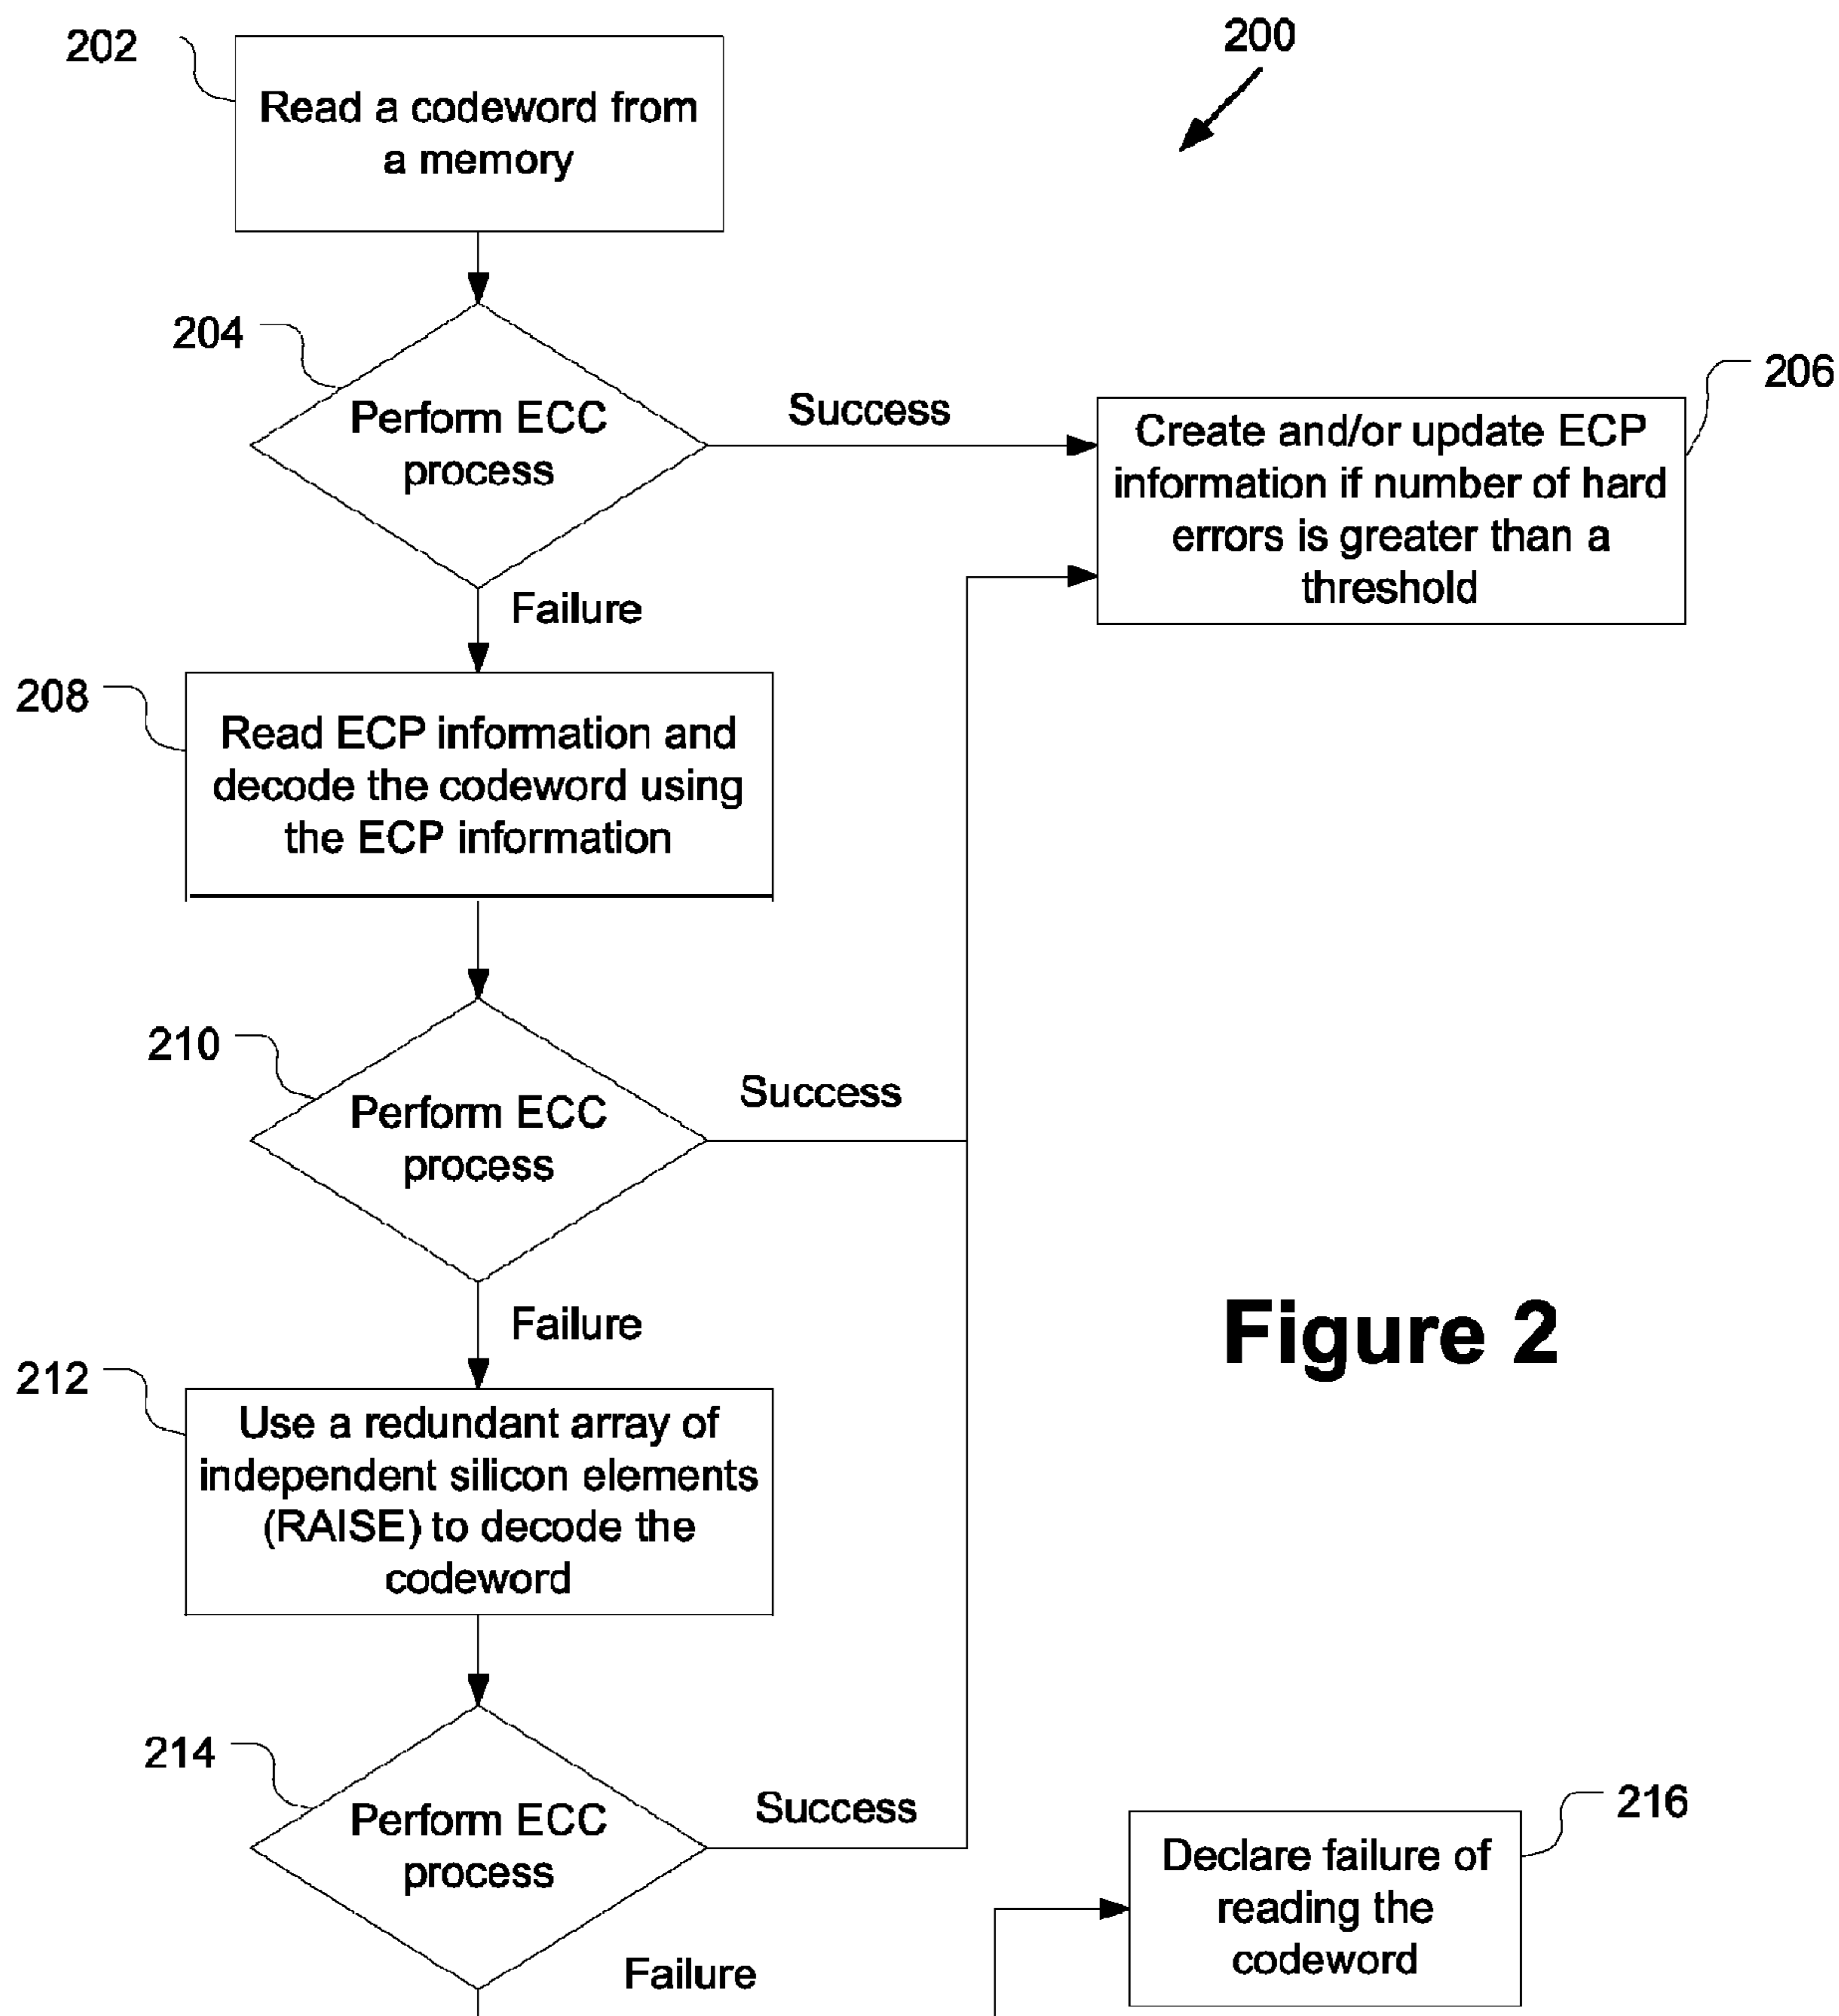 202
200
Read a codeword from
a memory
204
Perform ECC
process
Success
206
Create and/or update ECP
information if number of hard
errors is greater than a
threshold
Failure
208
Read ECP information and
decode the codeword using
the ECP information
210
Perform ECC
process
Success
Failure
Figure 2
212
Use a redundant array of
independent silicon elements
(RAISE) to decode the
codeword
214
Perform ECC
process
Success
216
Declare failure of
reading the
codeword
Failure